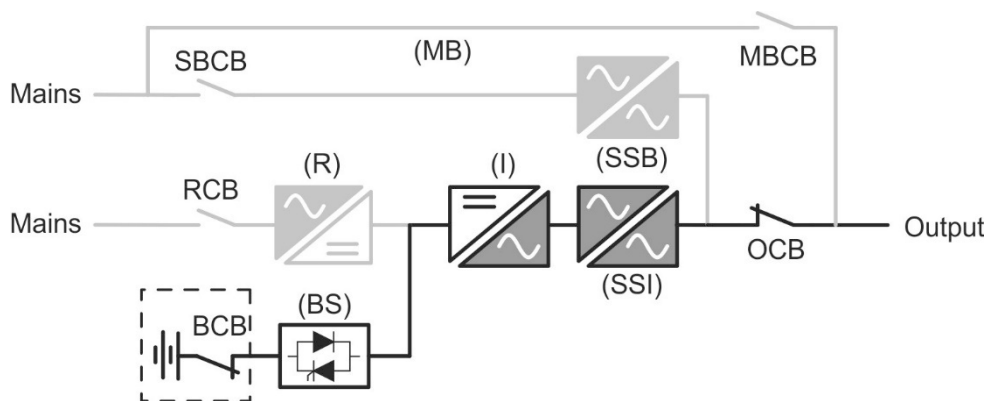 (MB)
MBCB
SBCB
Mains
(SSB)
(R)
(I)
RCB
Mains
Output
OCB
(SSI)
(BS)
BCB